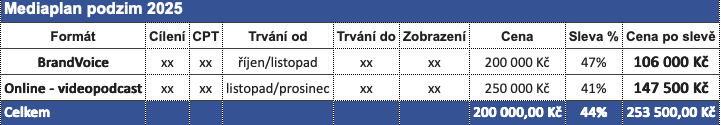 Mediaplan podzim 2025
Formát Cílení CPT Trvání od Trvání do Zobrazení Cena Sleva % Cena po slevě
BrandVoice xx xx říjen/listopad xx xx 200 000 Kč 47% 106 000 Kč
Online - videopodcast xx xx listopad/prosinec xx xx 250 000 Kč 41% 147 500 Kč
Celkem 200 000,00 Kč 44% 253 500,00 Kč